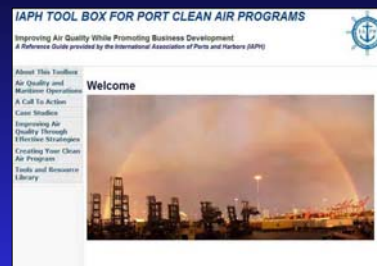 IAPH TOOL BOX FOR PORT CLEAN AIR PROGRAMS
Improving Air Quality While Promoting Business Development
A Reference Guide provided by the International Association of Ports and Harbors (IAPH)
About This Toolbox
Air Quality and
Maritime Operations
A Call To Action
Case Studies
Improving Air
Quality Through
Effective Strategies
Creating Your Clean
Air Program
Tools and Resource
Library
Welcome